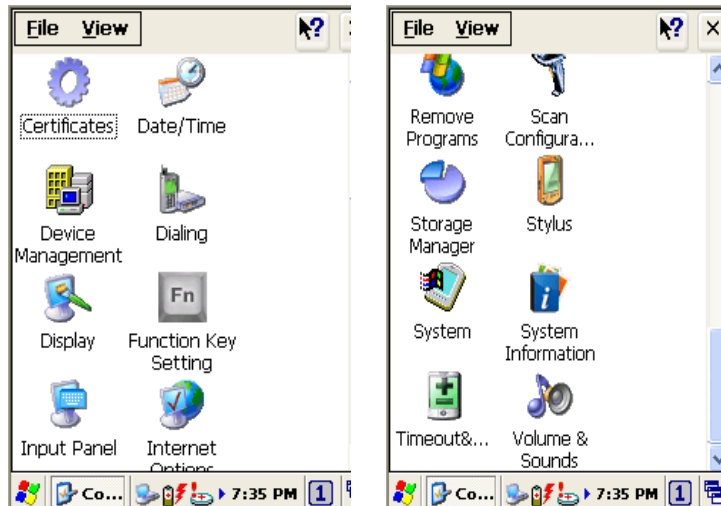 File View
Certificates Date/Time
Device Dialing
Management
Fn
Display Function Key
Setting
Input Panel Internet
Options
Co... 7:35 PM 1
File View
Remove Scan
Programs Configura...
Storage Stylus
Manager
System System
Information
Timeout&... Volume &
Sounds
Co... 7:35 PM 1